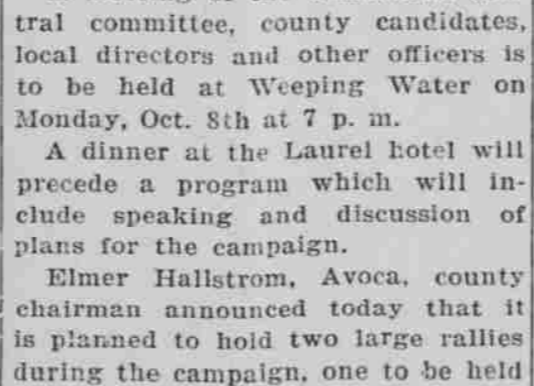 tral committee, county candidates,
local directors and other officers is
to be held at Weeping Water on
Monday, Oct. 8th at 7 p. m.
A dinner at the Laurel hotel will
precede a program which will in-
clude speaking and discussion of
plans for the campaign.
Elmer Hallstrom, Avoca, county
chairman announced today that it
is planned to hold two large rallies
during the campaign, one to be held